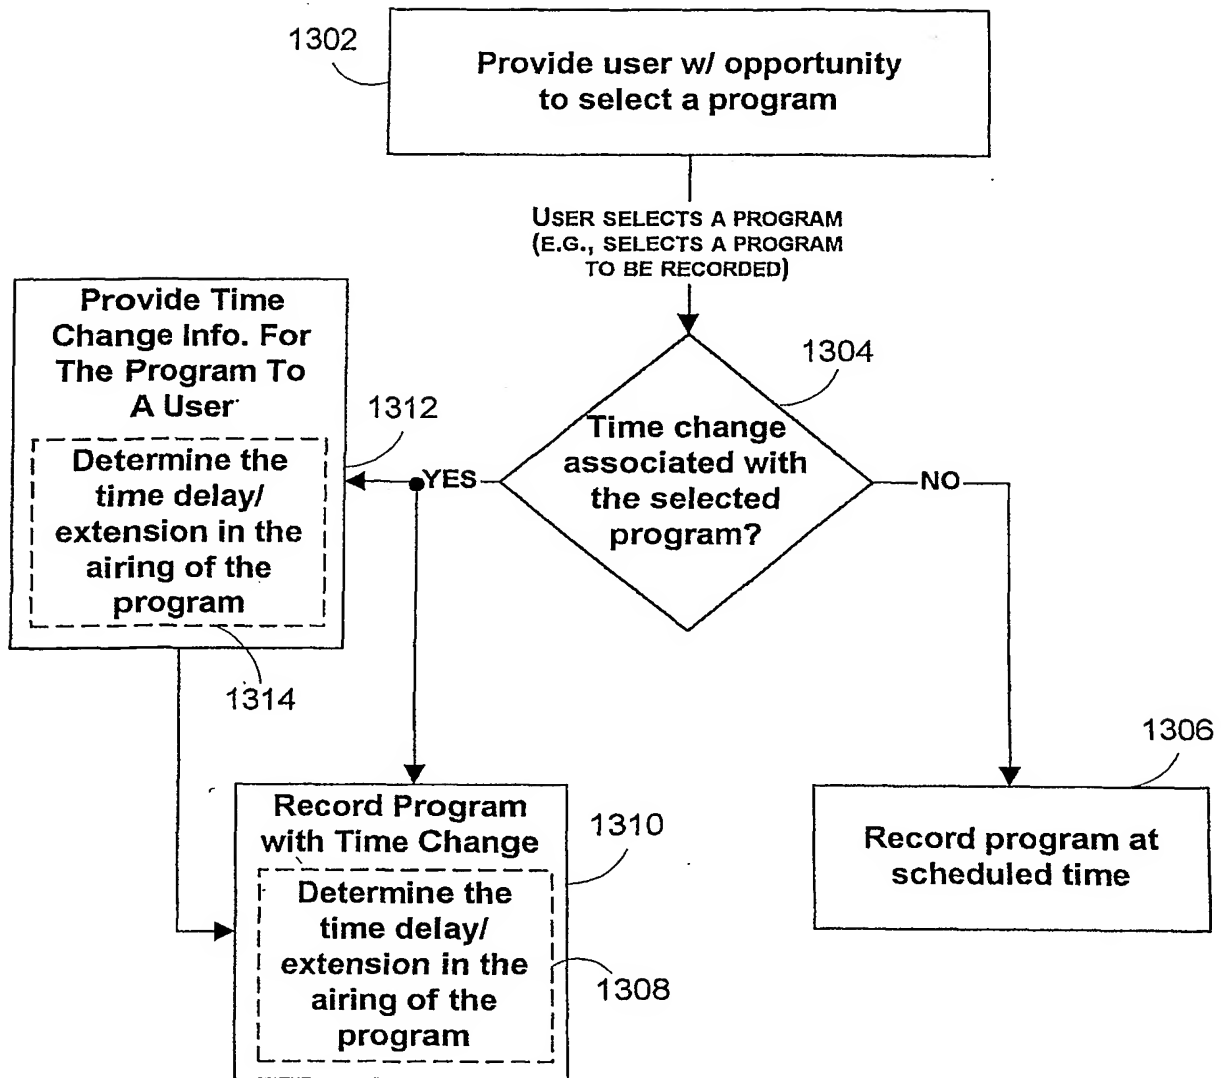 1302
Provide user w/ opportunity
to select a program
USER SELECTS A PROGRAM
(E.G., SELECTS A PROGRAM
TO BE RECORDED)
Provide Time
Change Info. For
The Program To
A User
1312
Determine the
time delay/
extension in the
airing of the
program
1314
1304
Time change
associated with
the selected
program?
YES
NO
1306
Record program at
scheduled time
Record Program
with Time Change
1310
Determine the
time delay/
extension in the
airing of the
program
1308